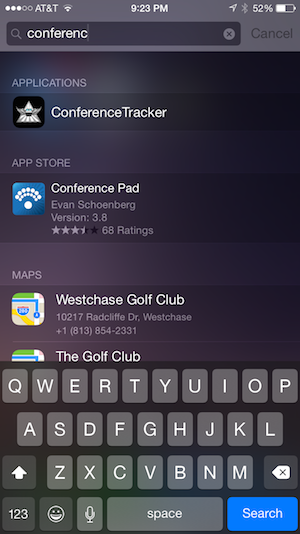 AT&T 9:23 PM 52%
conferenc Cancel
APPLICATIONS
ConferenceTracker
APP STORE
Conference Pad
Evan Schoenberg
Version: 3.8
68 Ratings
MAPS
Westchase Golf Club
10217 Radcliffe Dr, Westchase
+1 (813) 854-2331
The Golf Club
Q W E R T Y U I O P
A S D F G H J K L
Z X C V B N M
123 space Search